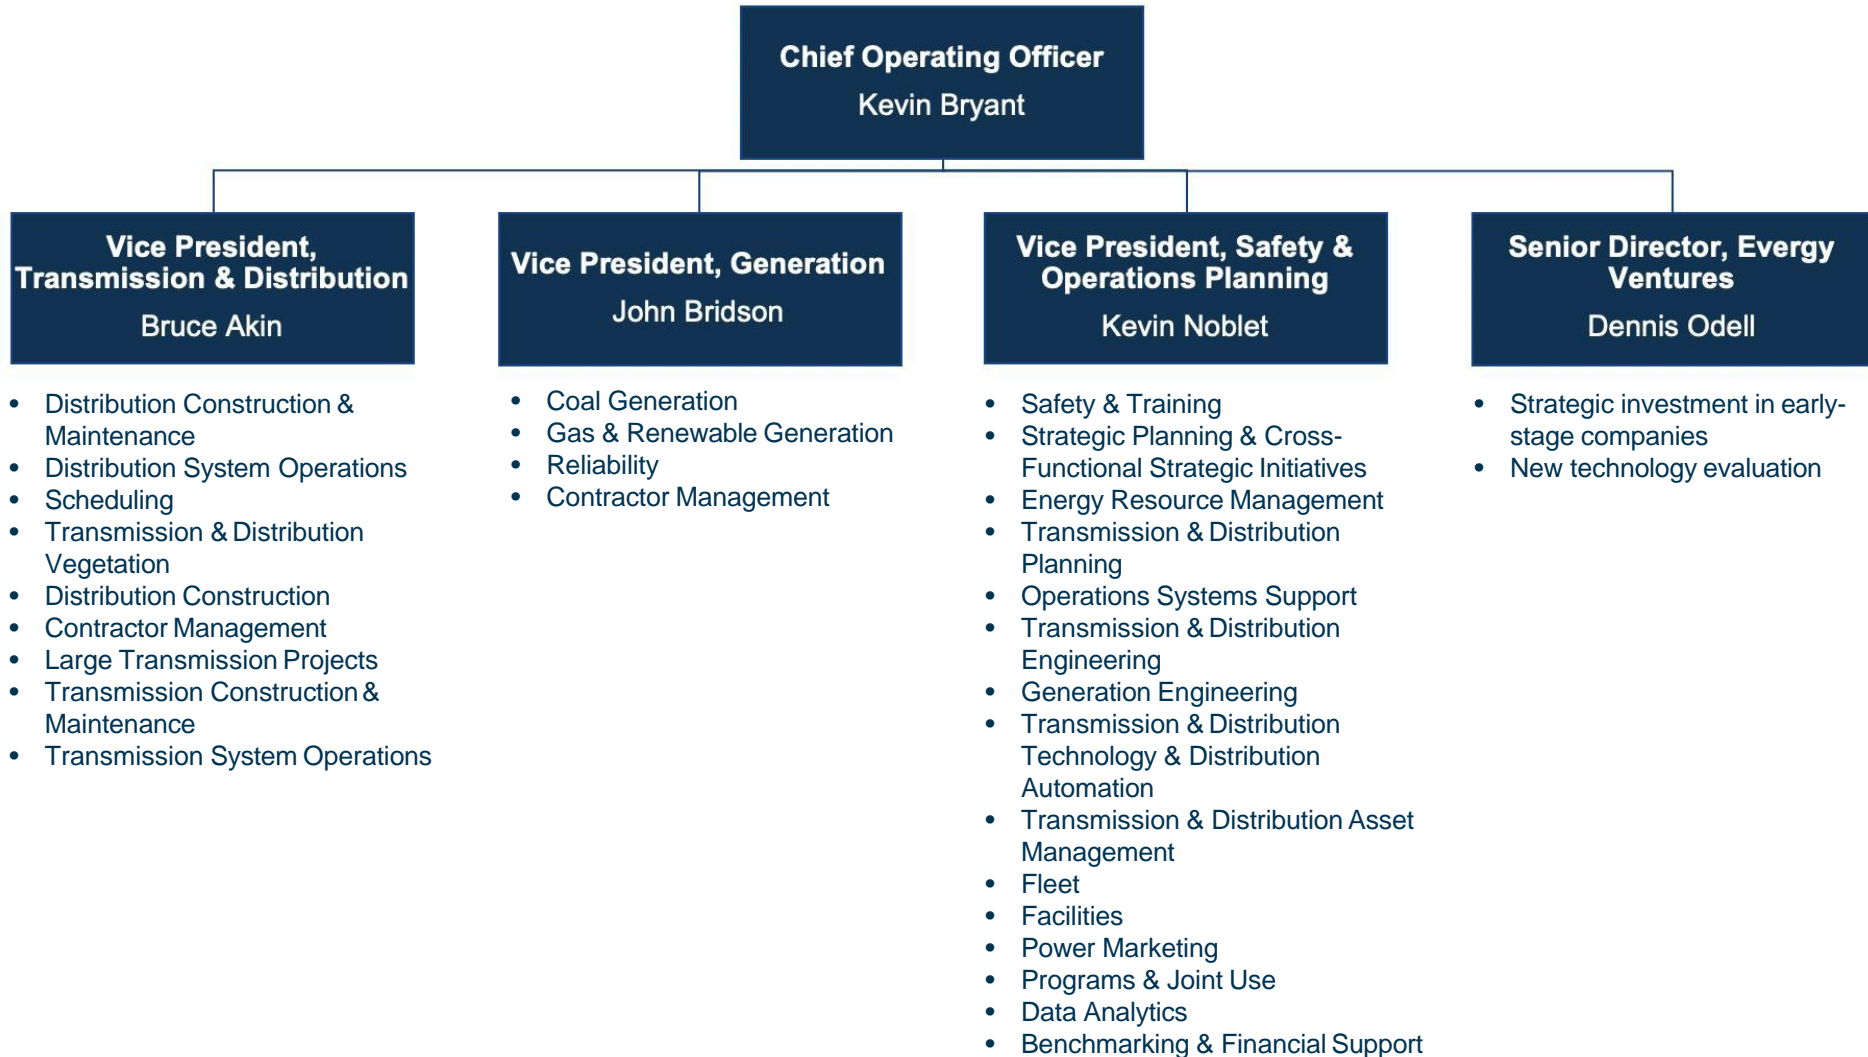 Chief Operating Officer
Kevin Bryant
Vice President,
Transmission & Distribution
Bruce Akin
• Distribution Construction &
Maintenance
• Distribution System Operations
• Scheduling
• Transmission & Distribution
Vegetation
• Distribution Construction
• Contractor Management
• Large Transmission Projects
• Transmission Construction &
Maintenance
• Transmission System Operations
Vice President, Generation
John Bridson
• Coal Generation
• Gas & Renewable Generation
• Reliability
• Contractor Management
Vice President, Safety &
Operations Planning
Kevin Noblet
• Safety & Training
• Strategic Planning & Cross-
Functional Strategic Initiatives
• Energy Resource Management
• Transmission & Distribution
Planning
• Operations Systems Support
• Transmission & Distribution
Engineering
• Generation Engineering
• Transmission & Distribution
Technology & Distribution
Automation
• Transmission & Distribution Asset
Management
• Fleet
• Facilities
• Power Marketing
• Programs & Joint Use
• Data Analytics
• Benchmarking & Financial Support
Senior Director, Evergy
Ventures
Dennis Odell
• Strategic investment in early-
stage companies
• New technology evaluation